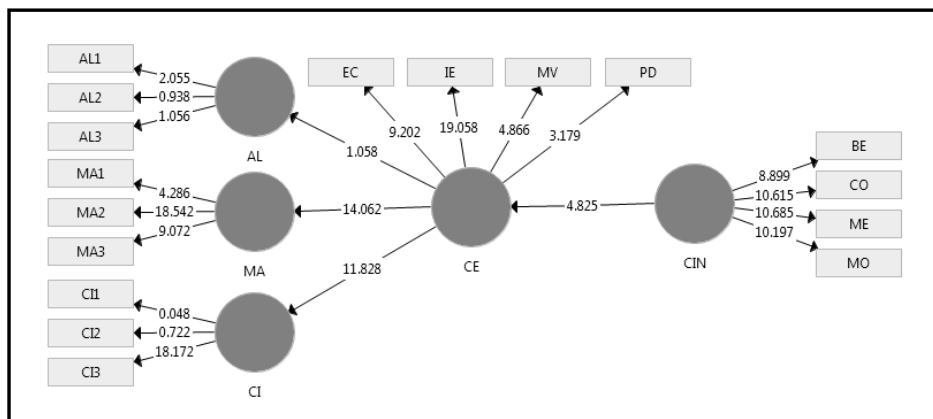 AL1
AL2
AL3
2.055
0.938
1.056
AL
MA1
MA2
MA3
4.286
18.542
9.072
MA
CI1
CI2
CI3
0.048
0.722
18.172
CI
EC
IE
MV
PD
9.202
19.058
4.866
3.179
1.058
14.062
11.828
CE
4.825
CIN
8.899
10.615
10.685
10.197
BE
CO
ME
MO